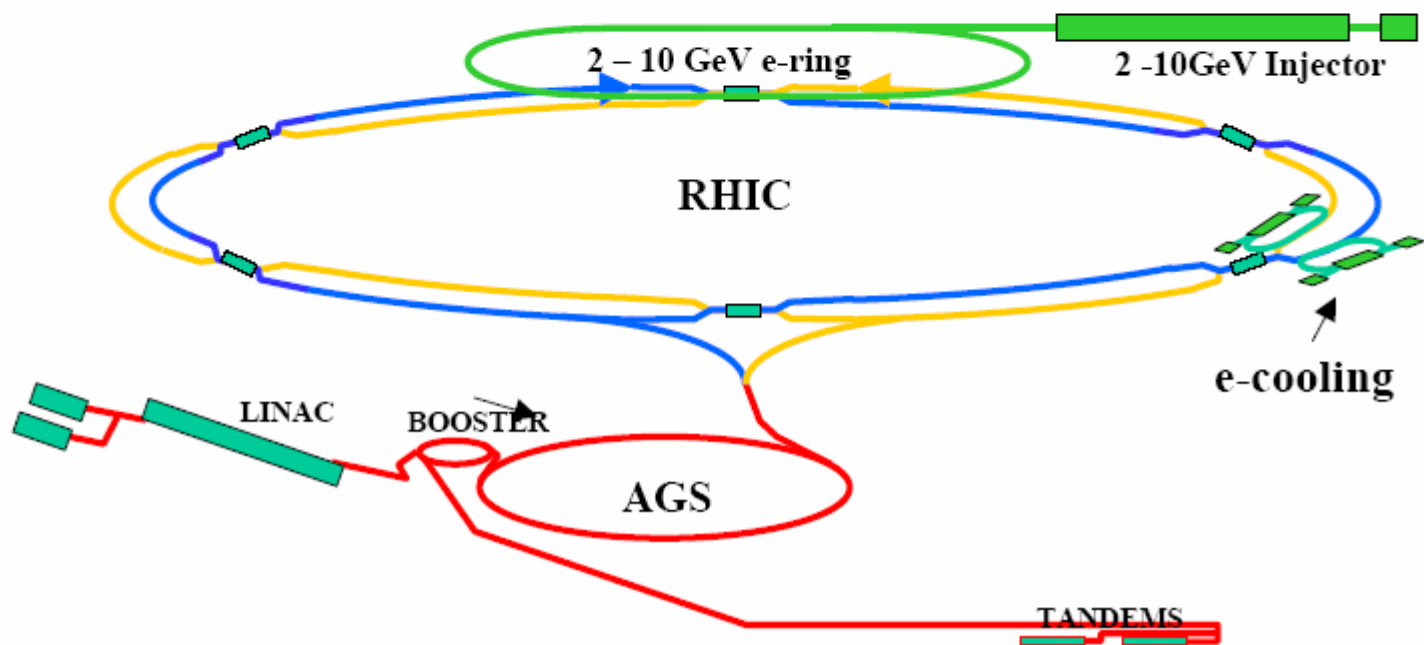 2 – 10 GeV e-ring
2 -10GeV Injector
RHIC
e-cooling
LINAC
BOOSTER
AGS
TANDEMS